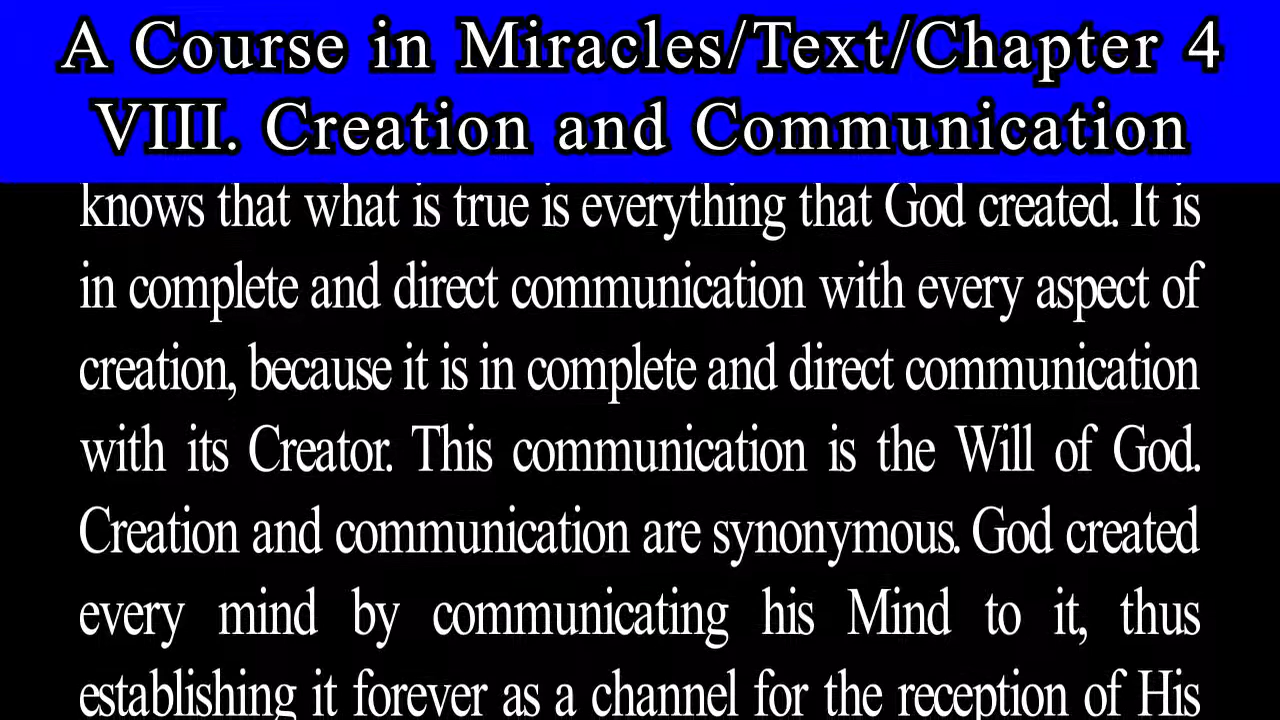 A Course in Miracles/Text/Chapter 4
VIII. Creation and Communication
knows that what is true is everything that God created. It is
in complete and direct communication with every aspect of
creation, because it is in complete and direct communication
with its Creator. This communication is the Will of God.
Creation and communication are synonymous. God created
every mind by communicating his Mind to it, thus
establishing it forever as a channel for the reception of His